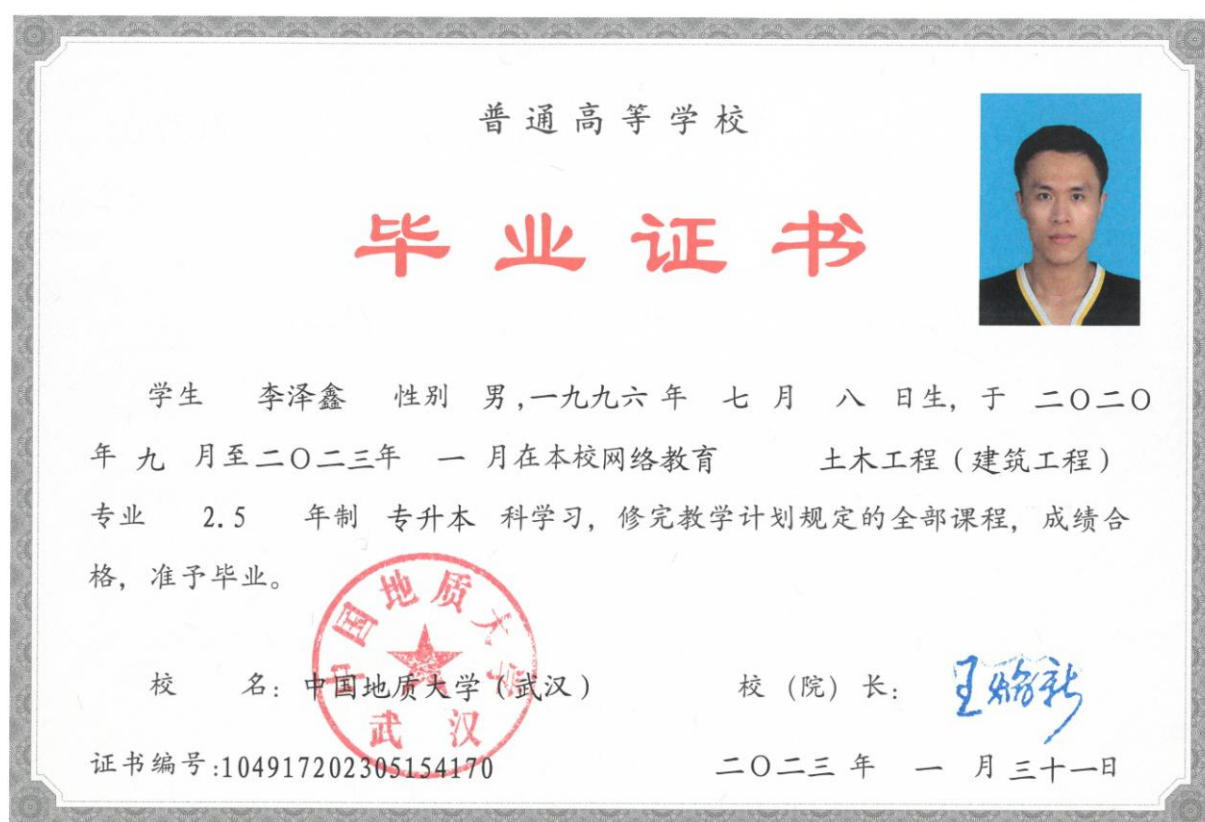 普通高等学校
毕业证书
学生 李泽鑫 性别 男,一九九六年 七 月 八 日生, 于 二〇二〇
年 九 月至二〇二三年 一 月在本校网络教育 土木工程(建筑工程)
专业 2.5 年制 专升本 科学习, 修完教学计划规定的全部课程, 成绩合
格, 准予毕业。
中国地质大学
武汉
校 名: 中国地质大学(武汉) 校(院)长: 王焰新
证书编号:104917202305154170 二〇二三 年 一 月 三十一日